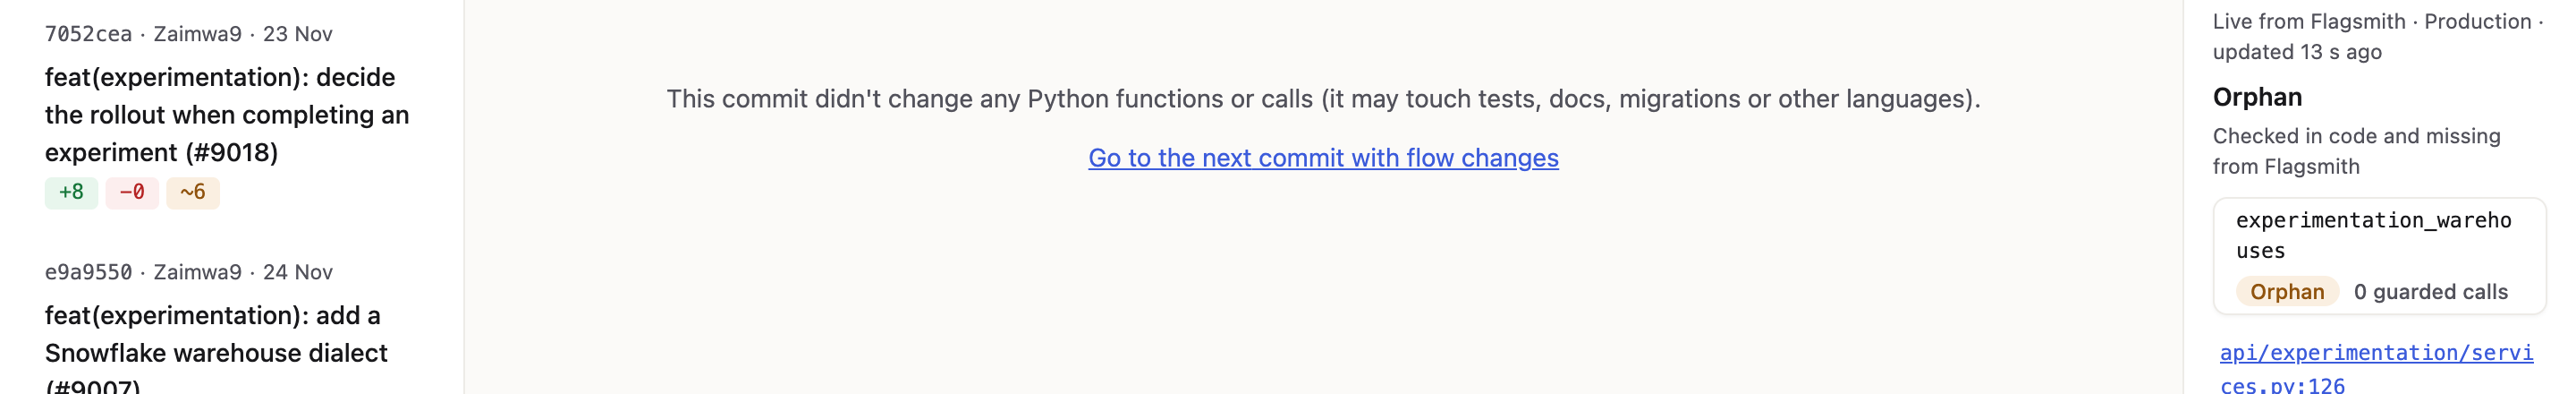 7052cea · Zaimwa9 · 23 Nov
feat(experimentation): decide
the rollout when completing an
experiment (#9018)
+8 −0 ~6
e9a9550 · Zaimwa9 · 24 Nov
feat(experimentation): add a
Snowflake warehouse dialect
(#9007)
This commit didn't change any Python functions or calls (it may touch tests, docs, migrations or other languages).
Go to the next commit with flow changes
Live from Flagsmith · Production ·
updated 13 s ago
Orphan
Checked in code and missing
from Flagsmith
experimentation_wareho
uses
Orphan 0 guarded calls
api/experimentation/servi
ces.py:126